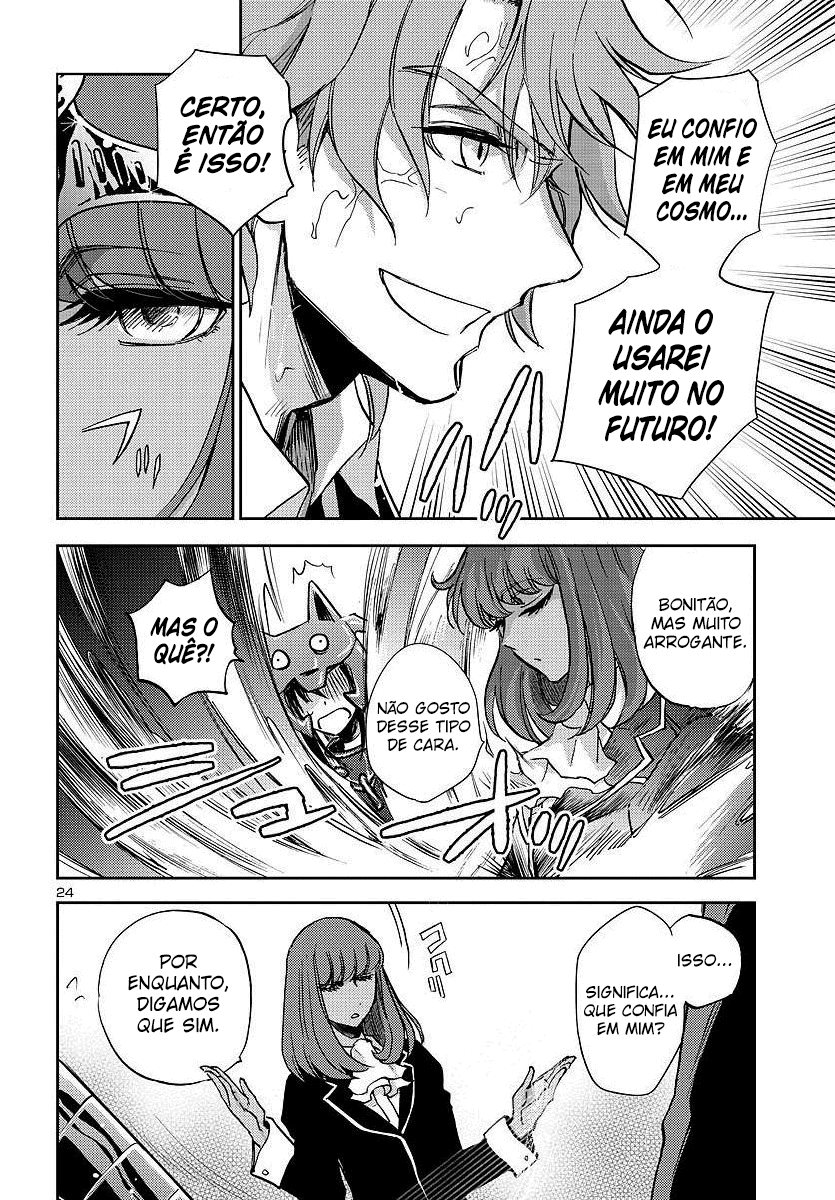 EU CONFIO
EM MIM E
EM MEU
COSMO...
AINDA O
USAREI
MUITO NO
FUTURO!
CERTO,
ENTÃO
É ISSO!
BONITÃO,
MAS MUITO
ARROGANTE.
NÃO GOSTO
DESSE TIPO
DE CARA.
MAS O
QUÊ?!
24
ISSO...
SIGNIFICA...
QUE CONFIA
EM MIM?
POR
ENQUANTO,
DIGAMOS
QUE SIM.